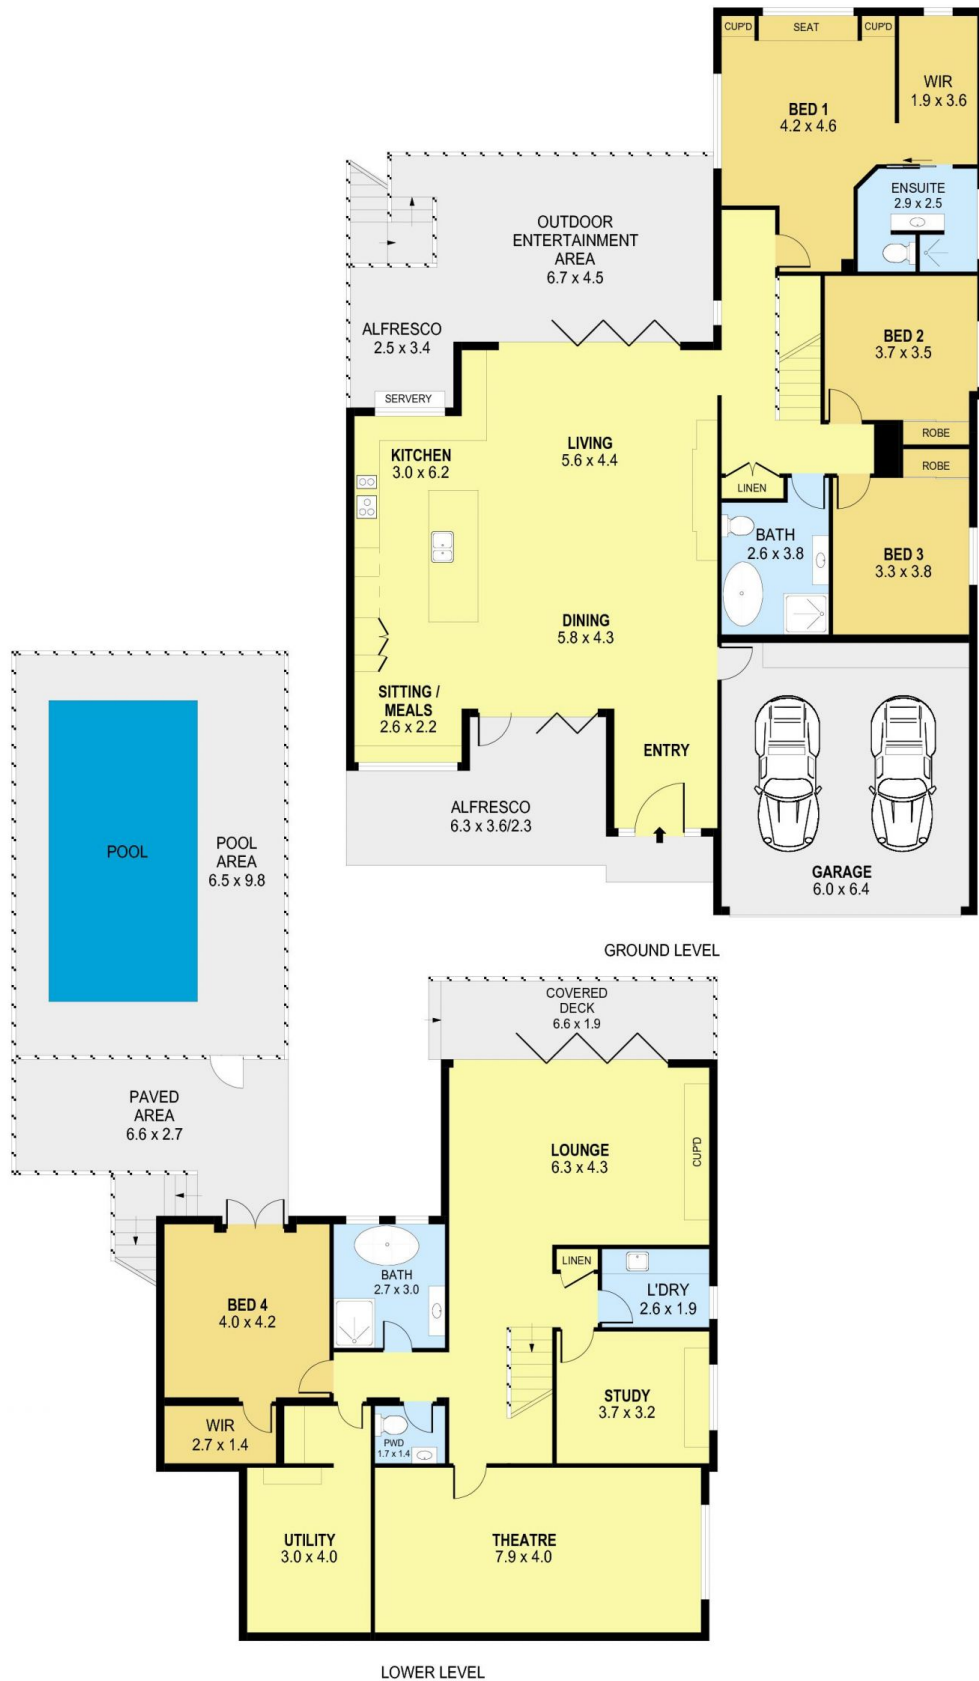 CUP'D
SEAT
CUP'D
WIR
1.9 x 3.6
BED 1
4.2 x 4.6
ENSUITE
2.9 x 2.5
OUTDOOR
ENTERTAINMENT
AREA
6.7 x 4.5
ALFRESCO
2.5 x 3.4
BED 2
3.7 x 3.5
SERVERY
ROBE
KITCHEN
3.0 x 6.2
LIVING
5.6 x 4.4
ROBE
LINEN
BATH
2.6 x 3.8
BED 3
3.3 x 3.8
DINING
5.8 x 4.3
SITTING /
MEALS
2.6 x 2.2
ENTRY
ALFRESCO
6.3 x 3.6/2.3
GARAGE
6.0 x 6.4
POOL
POOL
AREA
6.5 x 9.8
GROUND LEVEL
COVERED
DECK
6.6 x 1.9
PAVED
AREA
6.6 x 2.7
LOUNGE
6.3 x 4.3
CUP'D
LINEN
BATH
2.7 x 3.0
L'DRY
2.6 x 1.9
BED 4
4.0 x 4.2
STUDY
3.7 x 3.2
WIR
2.7 x 1.4
PWD
1.7 x 1.4
UTILITY
3.0 x 4.0
THEATRE
7.9 x 4.0
LOWER LEVEL